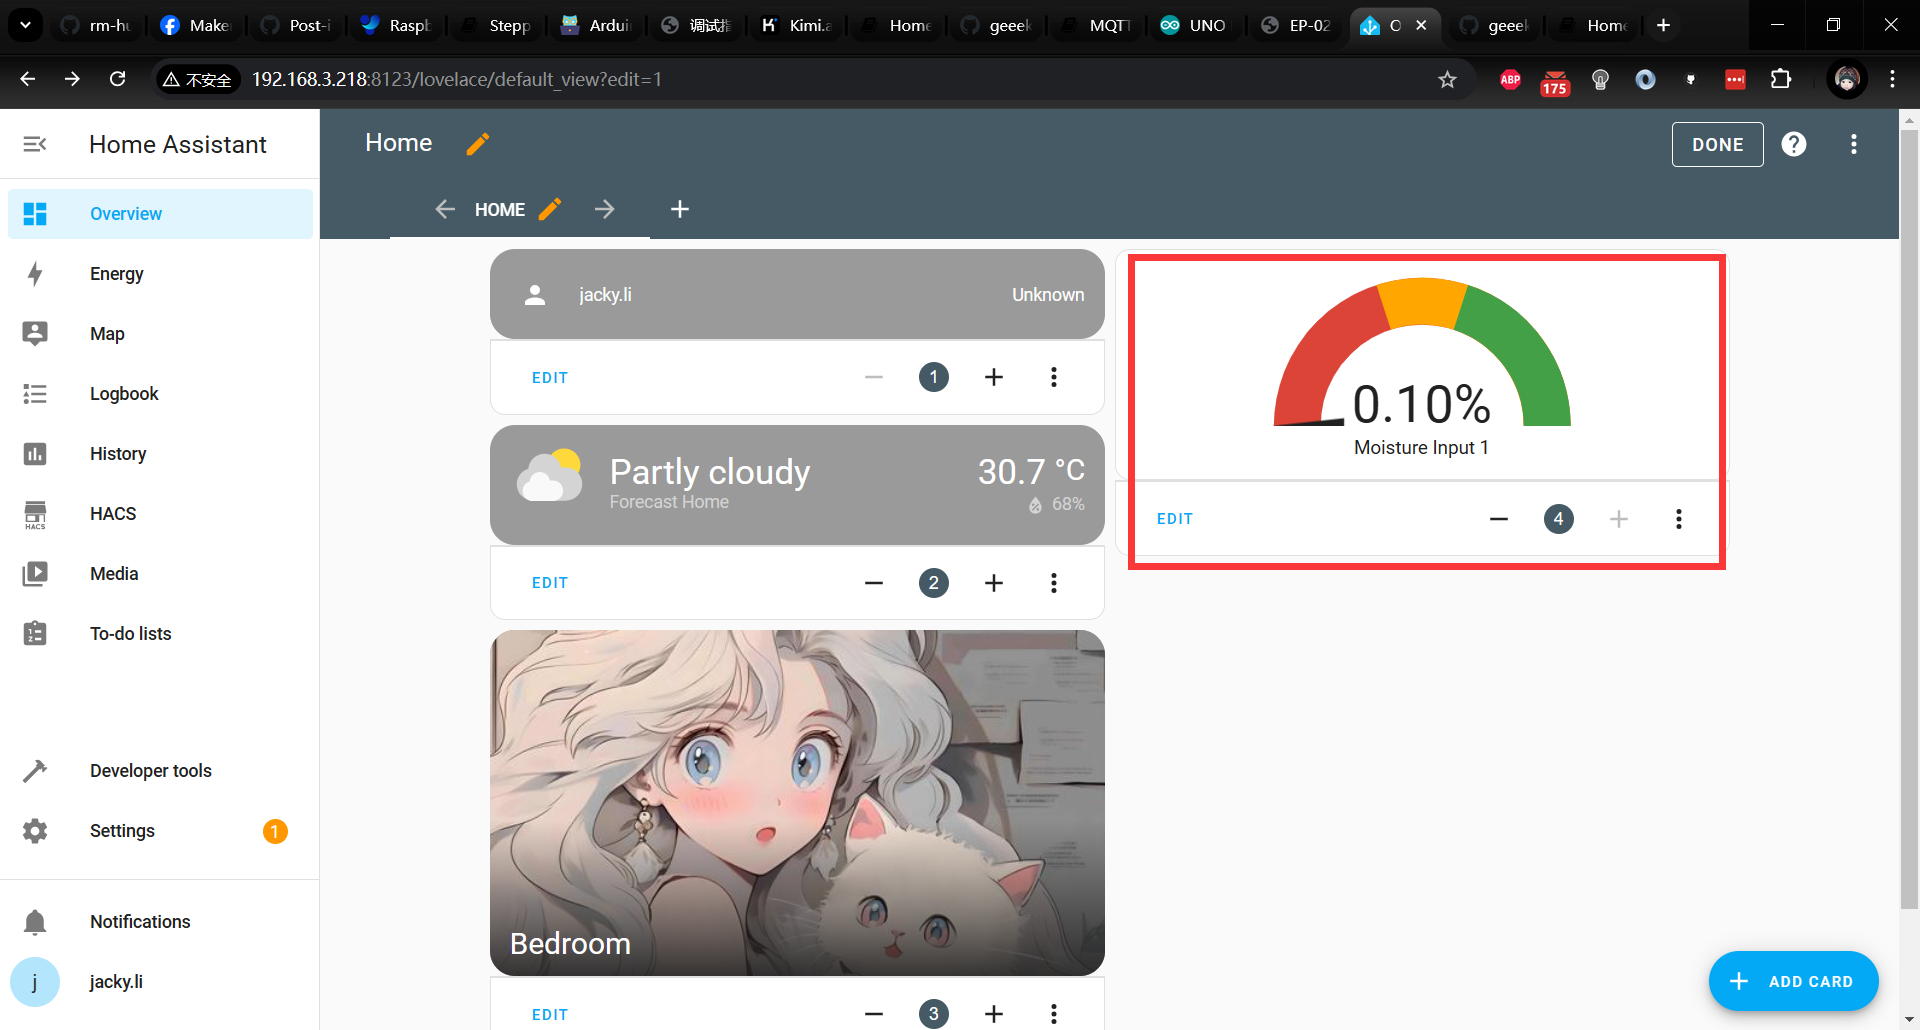 rm-hu
Make
Post-i
Raspb
Stepp
Ardui
调试指
Kimi.a
Home
geeek
MQTT
UNO
EP-02
O
geeek
Home
不安全
192.168.3.218:8123/lovelace/default_view?edit=1
ABP
175
Home Assistant
Home
DONE
HOME
Overview
Energy
Map
Logbook
History
HACS
HACS
Media
To-do lists
Developer tools
Settings
1
Notifications
j
jacky.li
jacky.li
Unknown
EDIT
1
Partly cloudy
30.7 °C
Forecast Home
68%
EDIT
2
Bedroom
EDIT
3
0.10%
Moisture Input 1
EDIT
4
ADD CARD